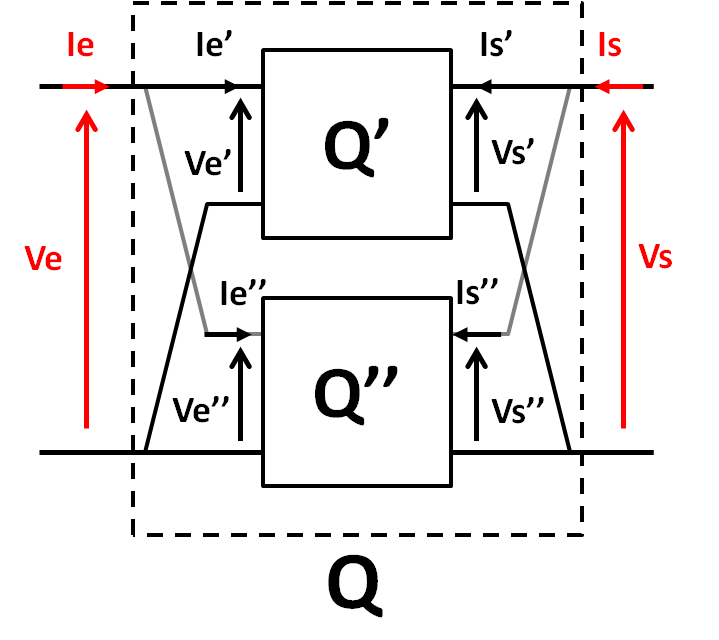 Ie Ie’ Is’ Is
Q’
Ve’ Vs’
Ve Vs
Ie’’ Is’’
Q’’
Ve’’ Vs’’
Q